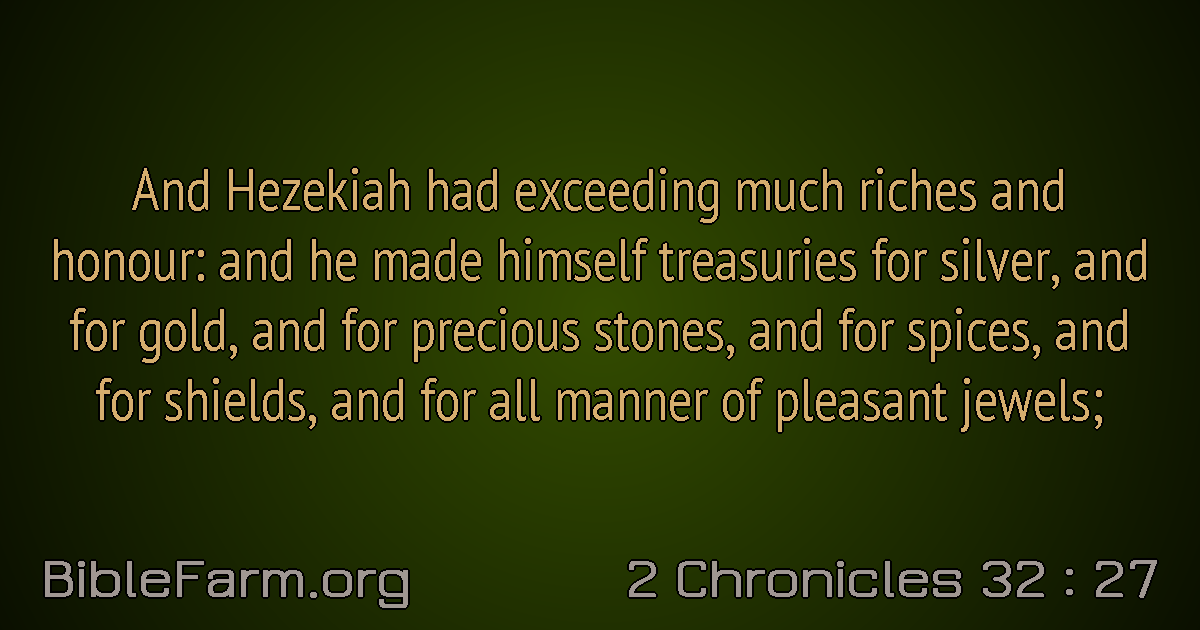 And Hezekiah had exceeding much riches and
honour: and he made himself treasuries for silver, and
for gold, and for precious stones, and for spices, and
for shields, and for all manner of pleasant jewels;
BibleFarm.org
2 Chronicles 32 : 27